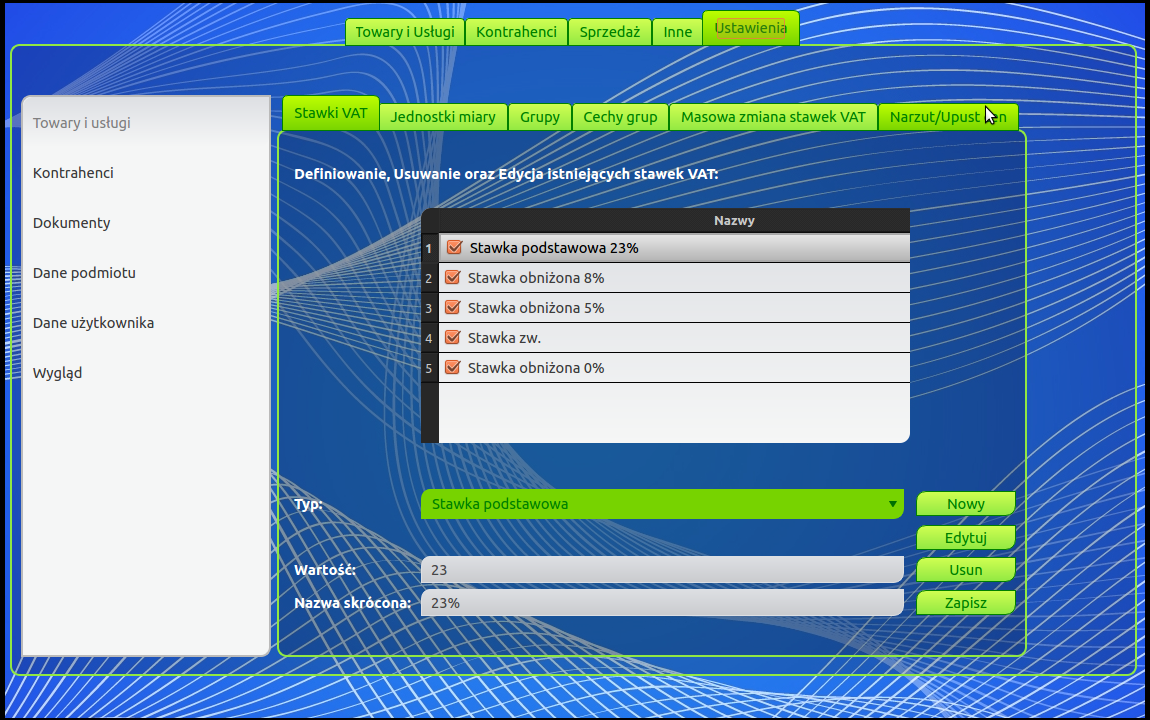 Towary i Usługi Kontrahenci Sprzedaż Inne Ustawienia
Stawki VAT Jednostki miary Grupy Cechy grup Masowa zmiana stawek VAT Narzut/Upust
Towary i usługi
Kontrahenci
Dokumenty
Dane podmiotu
Dane użytkownika
Wygląd
Definiowanie, Usuwanie oraz Edycja istniejących stawek VAT:
Nazwy
1 Stawka podstawowa 23%
2 Stawka obniżona 8%
3 Stawka obniżona 5%
4 Stawka zw.
5 Stawka obniżona 0%
Typ: Stawka podstawowa Nowy
Edytuj
Wartość: 23 Usun
Nazwa skrócona: 23% Zapisz